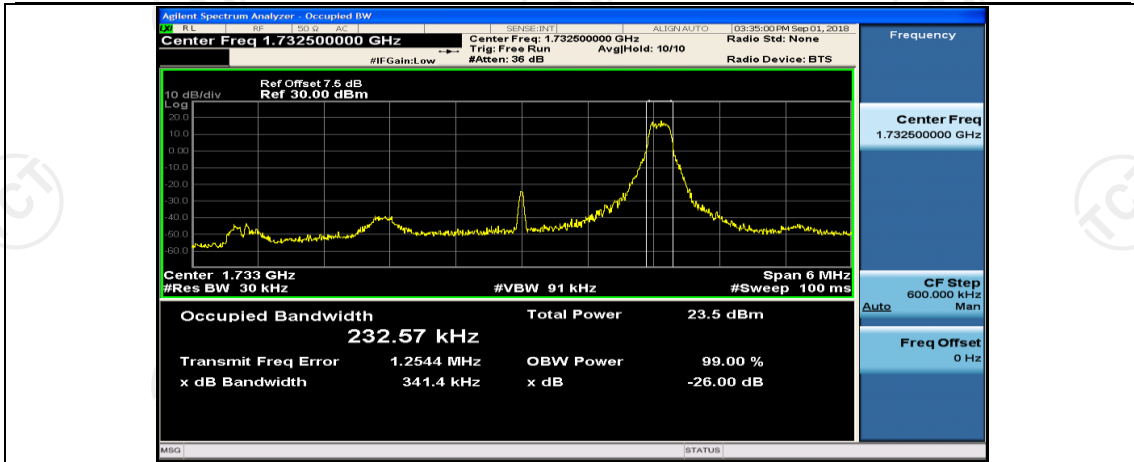 Agilent Spectrum Analyzer - Occupied BW
LXI RL RF 50 Ω AC SENSE:INT ALIGN AUTO 03:35:00 PM Sep 01, 2018
Center Freq 1.732500000 GHz
Center Freq: 1.732500000 GHz
Radio Std: None
Trig: Free Run Avg|Hold: 10/10
#IFGain:Low #Atten: 36 dB Radio Device: BTS
Ref Offset 7.5 dB
10 dB/div Ref 30.00 dBm
Log
20.0
10.0
0.00
-10.0
-20.0
-30.0
-40.0
-50.0
-60.0
Center 1.733 GHz Span 6 MHz
#Res BW 30 kHz #VBW 91 kHz #Sweep 100 ms
Occupied Bandwidth Total Power 23.5 dBm
232.57 kHz
Transmit Freq Error 1.2544 MHz OBW Power 99.00 %
x dB Bandwidth 341.4 kHz x dB -26.00 dB
MSG STATUS
Frequency
Center Freq
1.732500000 GHz
CF Step
600.000 kHz
Auto Man
Freq Offset
0 Hz
TCT
TCT